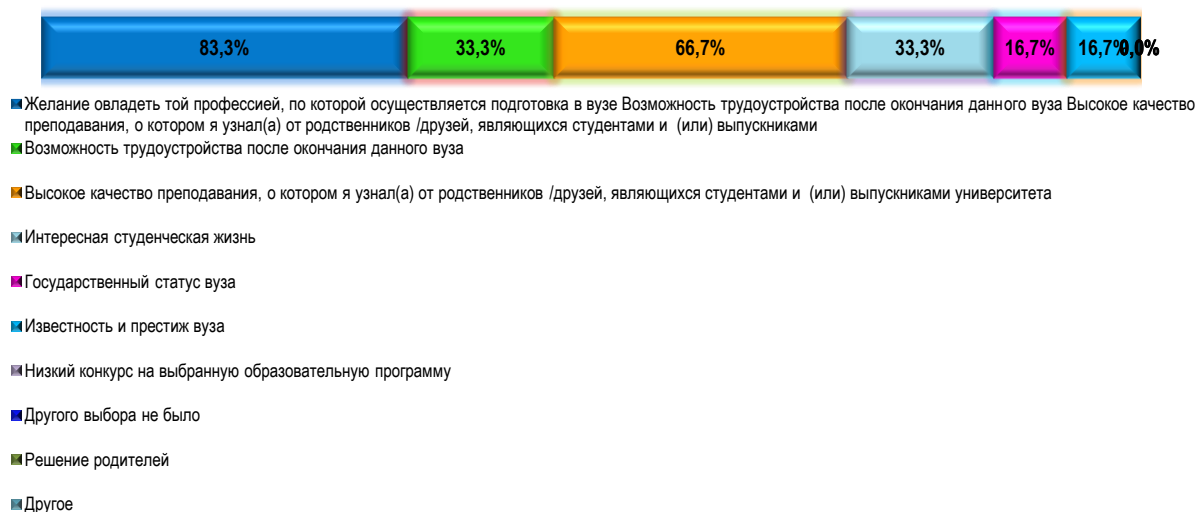 83,3% 33,3% 66,7% 33,3% 16,7% 16,7% 0,0%
Желание овладеть той профессией, по которой осуществляется подготовка в вузе Возможность трудоустройства после окончания данного вуза Высокое качество
преподавания, о котором я узнал(а) от родственников /друзей, являющихся студентами и (или) выпускниками
Возможность трудоустройства после окончания данного вуза
Высокое качество преподавания, о котором я узнал(а) от родственников /друзей, являющихся студентами и (или) выпускниками университета
Интересная студенческая жизнь
Государственный статус вуза
Известность и престиж вуза
Низкий конкурс на выбранную образовательную программу
Другого выбора не было
Решение родителей
Другое